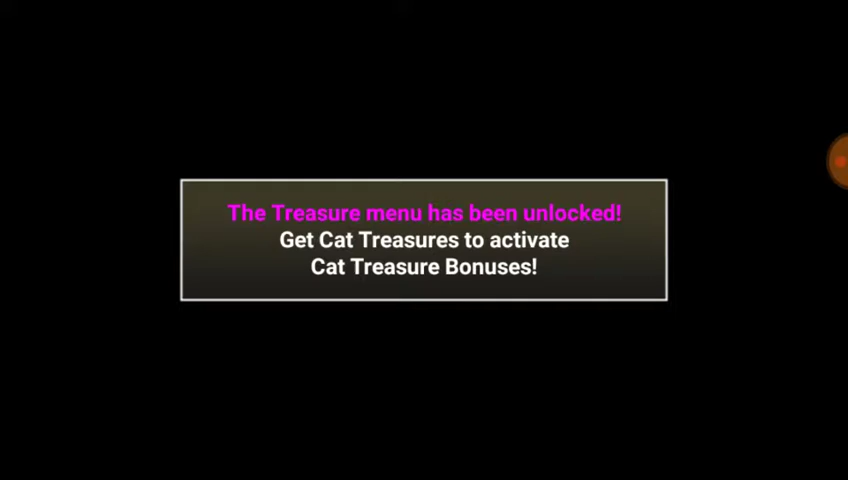 The Treasure menu has been unlocked!
Get Cat Treasures to activate
Cat Treasure Bonuses!